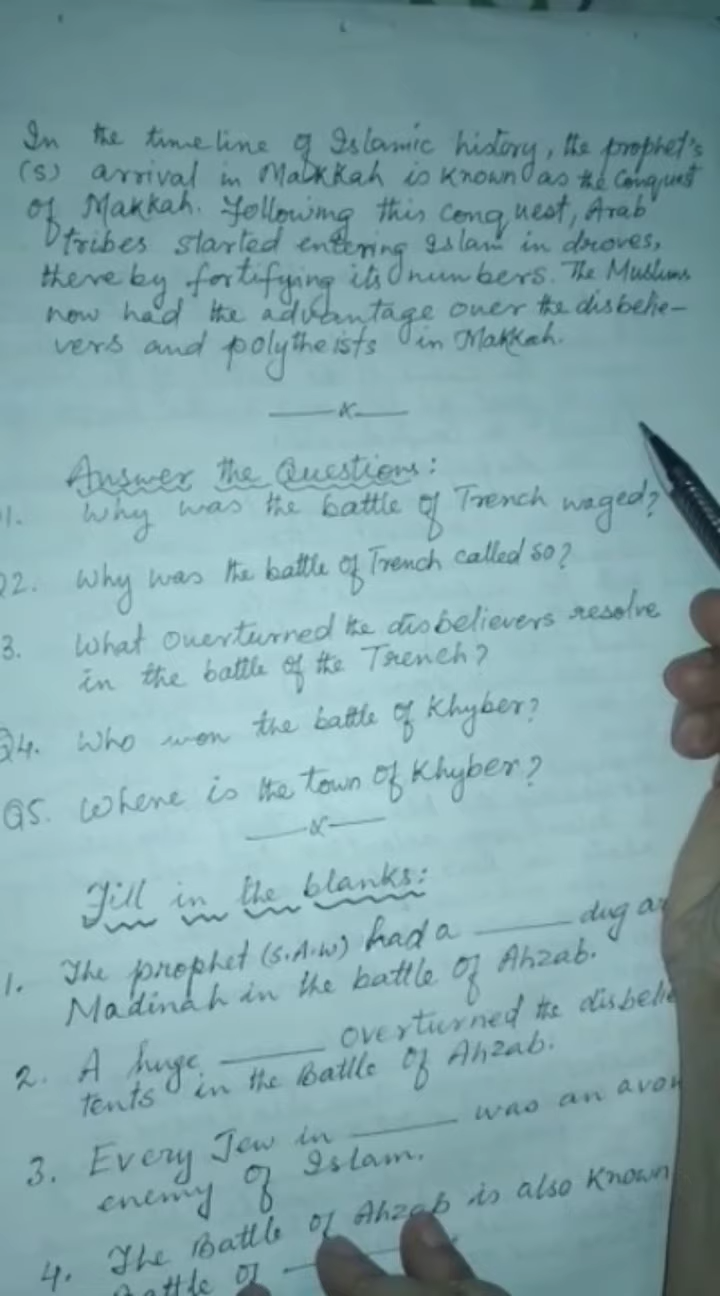 In the timeline of Islamic history, the prophet's
(s) arrival in Makkah is known as the Conquest
of Makkah. Following this conquest, Arab
tribes started entering Islam in droves,
thereby fortifying its numbers. The Muslims
now had the advantage over the disbelie-
vers and polytheists in Makkah.
x
Answer the Questions:
1. Why was the battle of Trench waged?
Q2. Why was the battle of Trench called so?
3. What overturned the disbelievers resolve
in the battle of the Trench?
Q4. Who won the battle of Khyber?
Q5. Where is the town of Khyber?
x
Fill in the blanks:
1. The prophet (S.A.W) had a ______ dug
Madinah in the battle of Ahzab.
2. A huge ______ overturned the
tents in the Battle of Ahzab.
3. Every Jew in ______ was an
enemy of Islam.
4. The Battle of Ahzab is also known
Battle of ______.